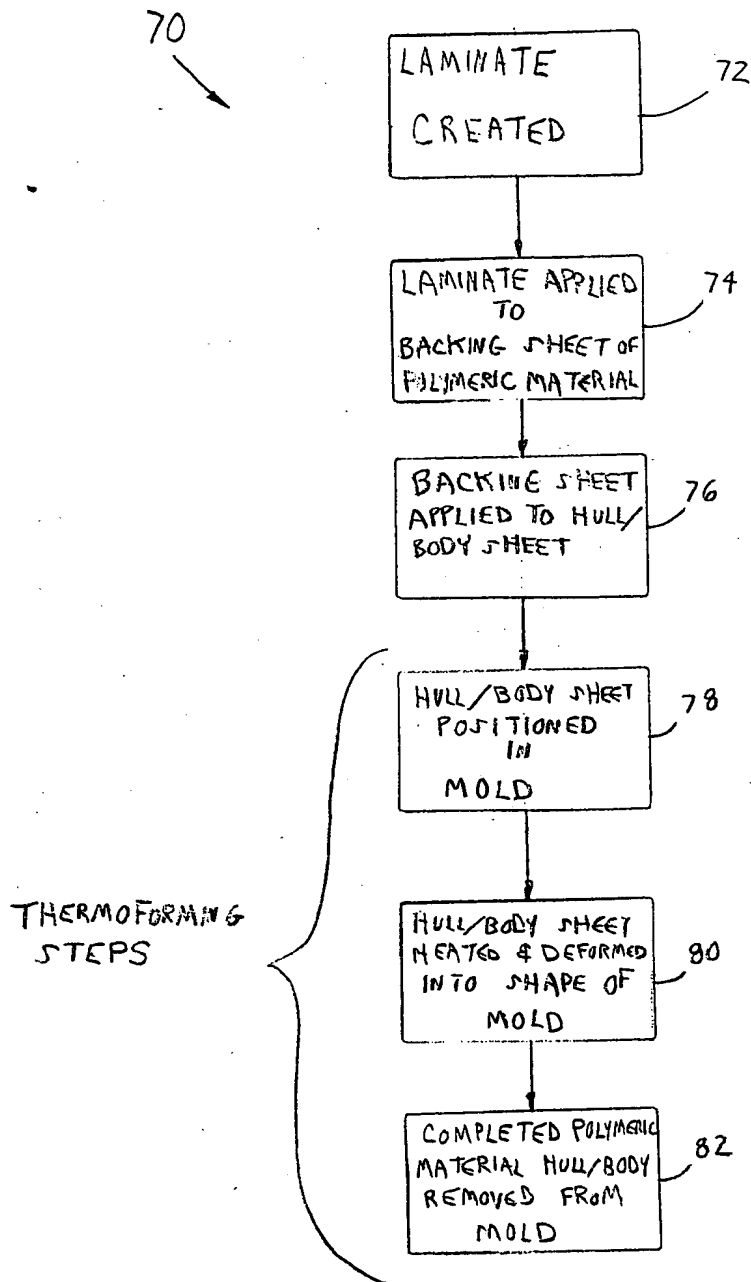 70
LAMINATE
CREATED
72
LAMINATE APPLIED
TO
BACKING SHEET OF
POLYMERIC MATERIAL
74
BACKING SHEET
APPLIED TO HULL/
BODY SHEET
76
HULL/BODY SHEET
POSITIONED
IN
MOLD
78
THERMOFORMING
STEPS
HULL/BODY SHEET
HEATED & DEFORMED
INTO SHAPE OF
MOLD
80
COMPLETED POLYMERIC
MATERIAL HULL/BODY
REMOVED FROM
MOLD
82